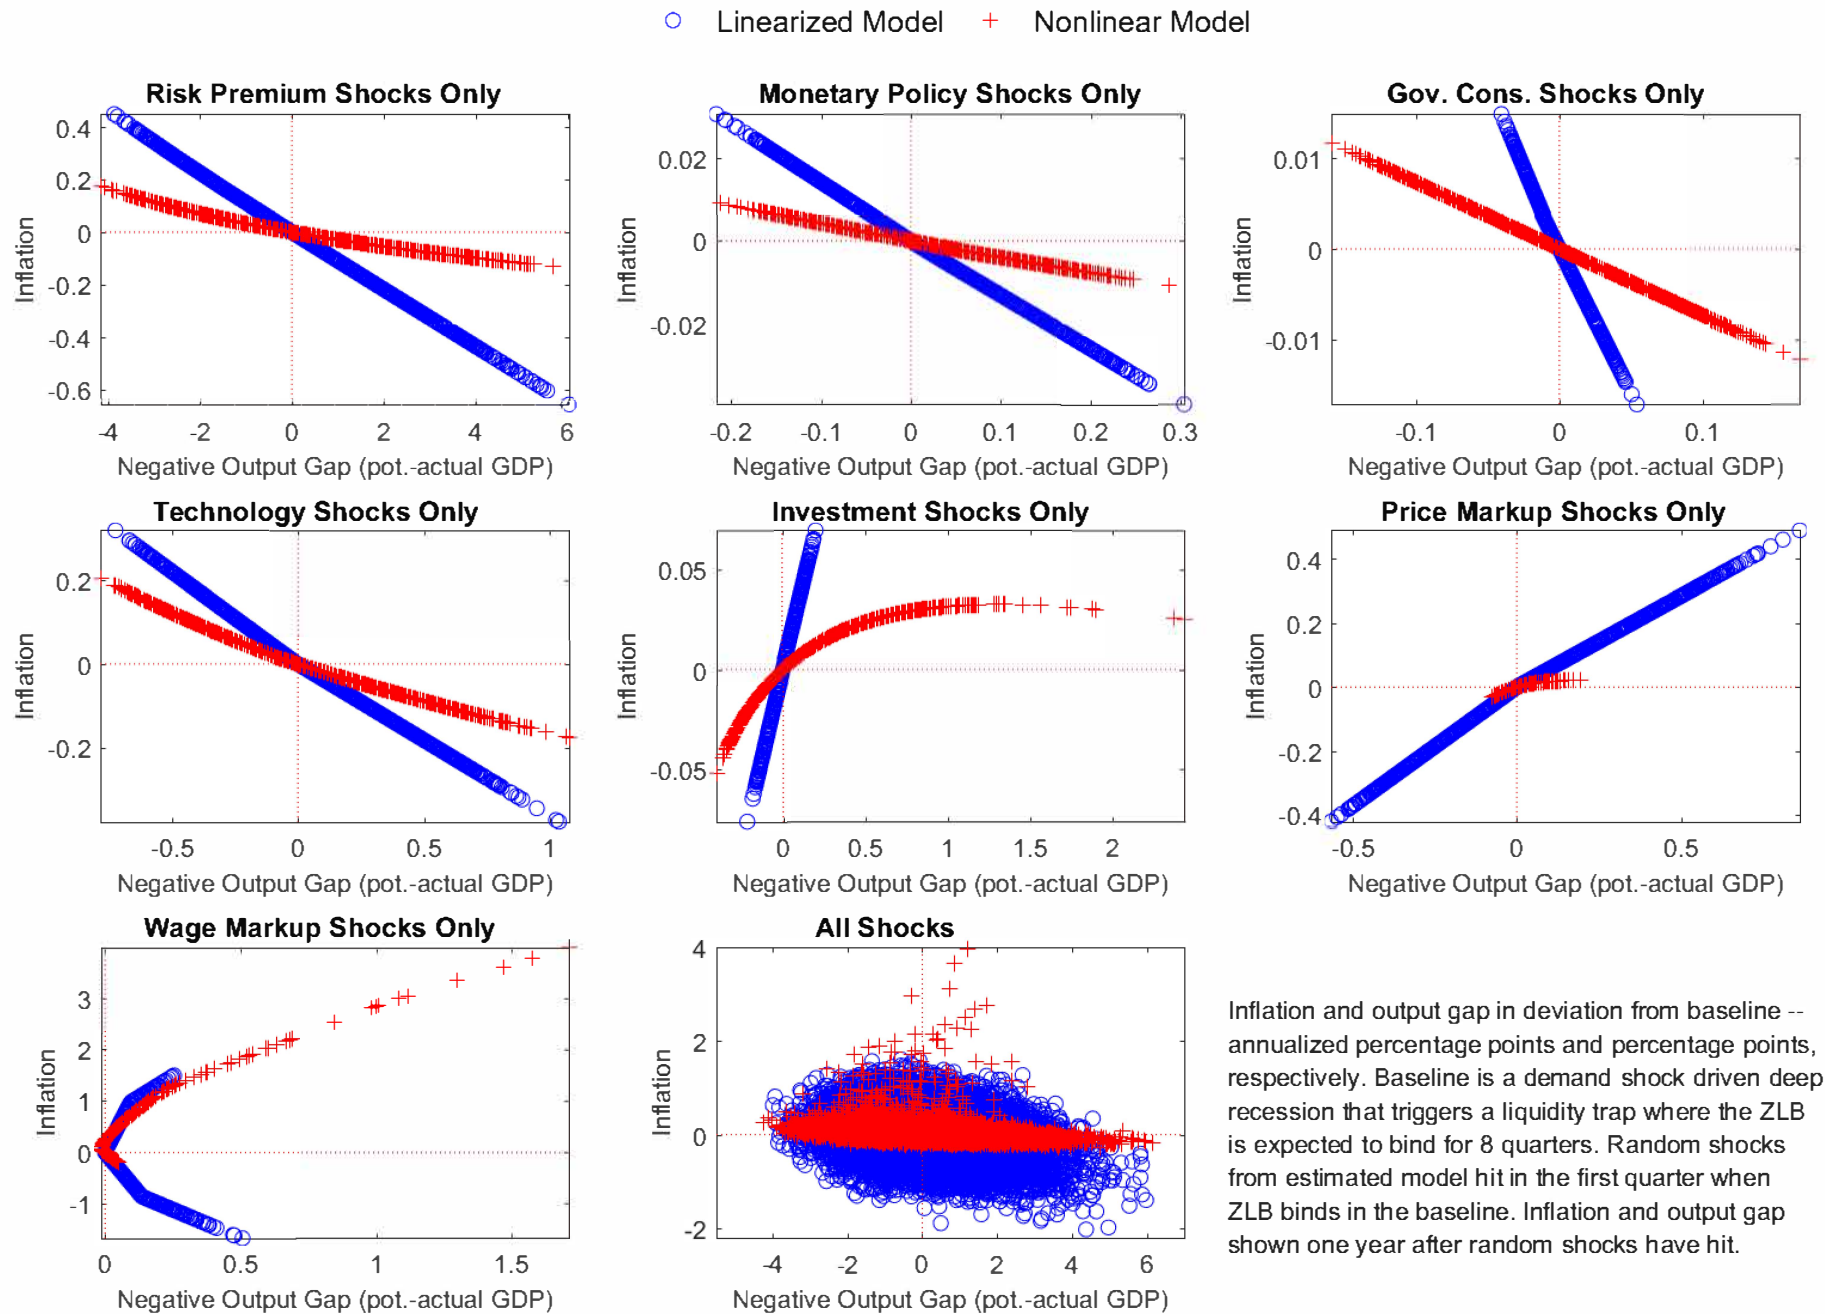 Linearized Model Nonlinear Model
Risk Premium Shocks Only
0.4
0.2
0
-0.2
-0.4
-0.6
-4 -2 0 2 4 6
Inflation
Negative Output Gap (pot.-actual GDP)
Monetary Policy Shocks Only
0.02
0
-0.02
-0.2 -0.1 0 0.1 0.2 0.3
Inflation
Negative Output Gap (pot.-actual GDP)
Gov. Cons. Shocks Only
0.01
0
-0.01
-0.1 0 0.1
Inflation
Negative Output Gap (pot.-actual GDP)
Technology Shocks Only
0.2
0
-0.2
-0.5 0 0.5 1
Inflation
Negative Output Gap (pot.-actual GDP)
Investment Shocks Only
0.05
0
-0.05
0 0.5 1 1.5 2
Inflation
Negative Output Gap (pot.-actual GDP)
Price Markup Shocks Only
0.4
0.2
0
-0.2
-0.4
-0.5 0 0.5
Inflation
Negative Output Gap (pot.-actual GDP)
Wage Markup Shocks Only
3
2
1
0
-1
0 0.5 1 1.5
Inflation
Negative Output Gap (pot.-actual GDP)
All Shocks
4
2
0
-2
-4 -2 0 2 4 6
Inflation
Negative Output Gap (pot.-actual GDP)
Inflation and output gap in deviation from baseline --
annualized percentage points and percentage points,
respectively. Baseline is a demand shock driven deep
recession that triggers a liquidity trap where the ZLB
is expected to bind for 8 quarters. Random shocks
from estimated model hit in the first quarter when
ZLB binds in the baseline. Inflation and output gap
shown one year after random shocks have hit.